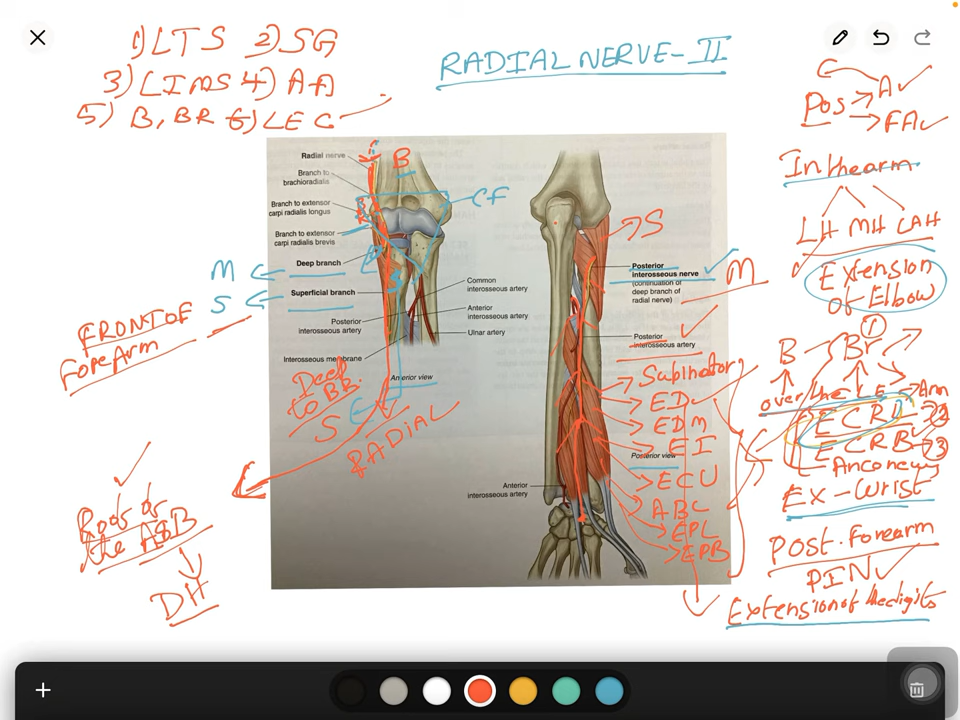 1) LTS 2) SG
3) LIMS 4) AA
5) B, BR 6) LEC
RADIAL NERVE-II
Pos → A
→ FA
In the arm
LH MH LAH
Extension of Elbow
B Br ①
over the LE → Arm
ECRL → 2
ECRB → 3
Anconeus
Ex-Wrist
Post. Forearm
PIN
Extension of the digits
Radial nerve
B
Branch to
brachioradialis
Branch to extensor
carpi radialis longus
CF
Branch to extensor
carpi radialis brevis
M
Deep branch
S
Superficial branch
S
Common
interosseous artery
Anterior
interosseous artery
Ulnar artery
Posterior
interosseous artery
Interosseous membrane
Anterior view
FRONT OF
forearm
Deep
to BR
S
RADIAL
Roof of
the ASB
DH
S
Posterior
interosseous nerve
(continuation of
deep branch of
radial nerve)
M
Posterior
interosseous artery
Supinator
ED
EDM
EI
Posterior view
ECU
APL
EPL
EPB
Anterior
interosseous artery